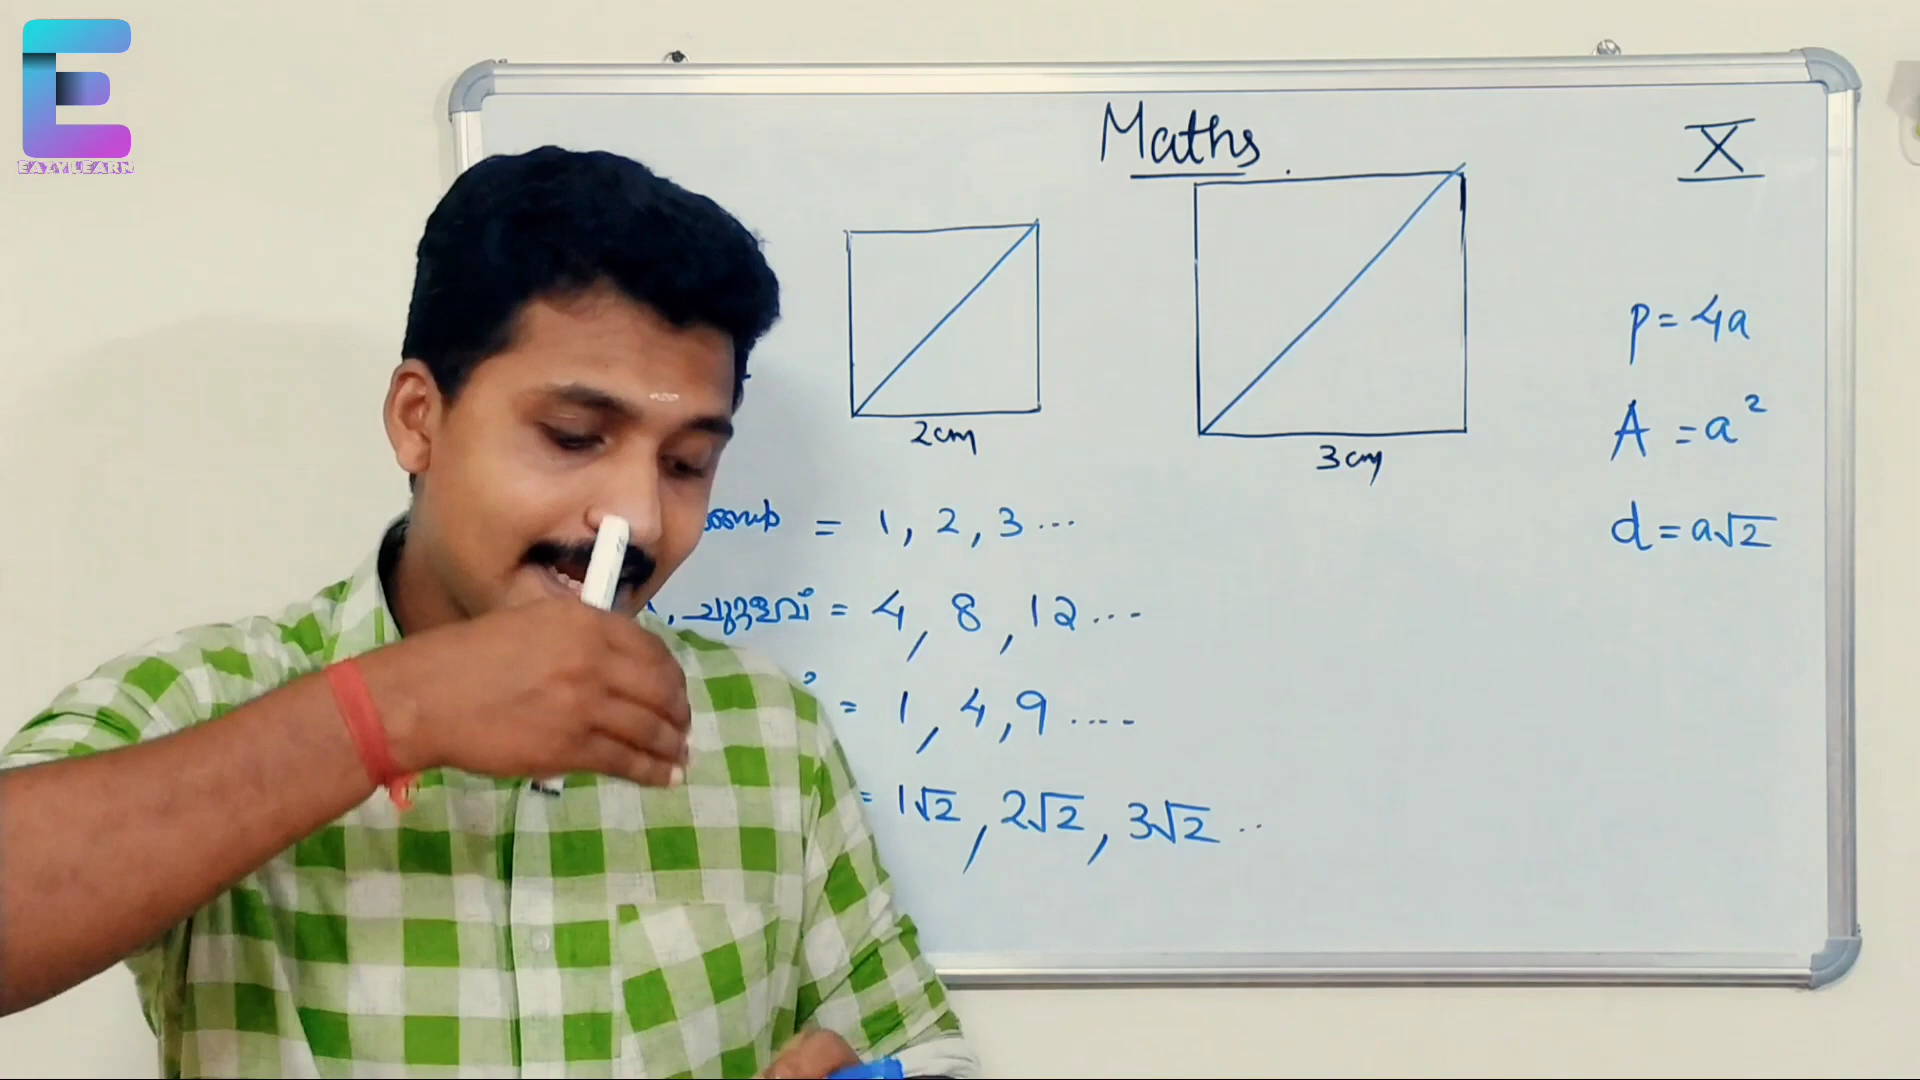 EAZYLEARN
Maths
X
2cm
3cm
P = 4a
A = a²
d = a√2
= 1, 2, 3 ...
, ചുറ്റളവ് = 4, 8, 12 ...
= 1, 4, 9 ....
= 1√2, 2√2, 3√2 ..